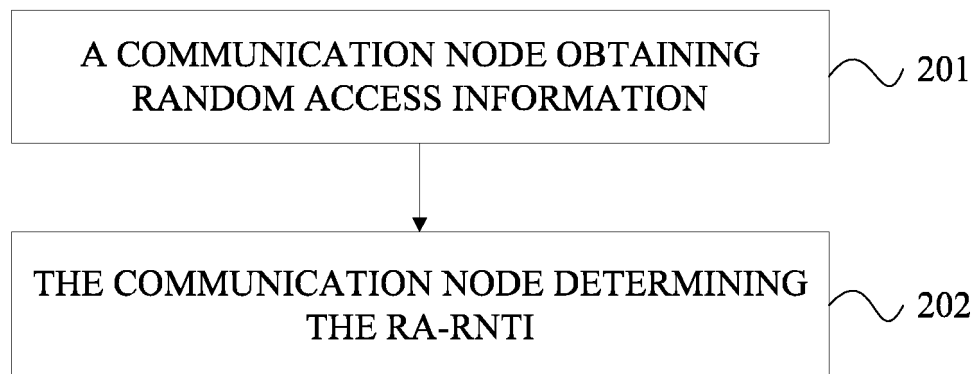 A COMMUNICATION NODE OBTAINING
RANDOM ACCESS INFORMATION
201
THE COMMUNICATION NODE DETERMINING
THE RA-RNTI
202